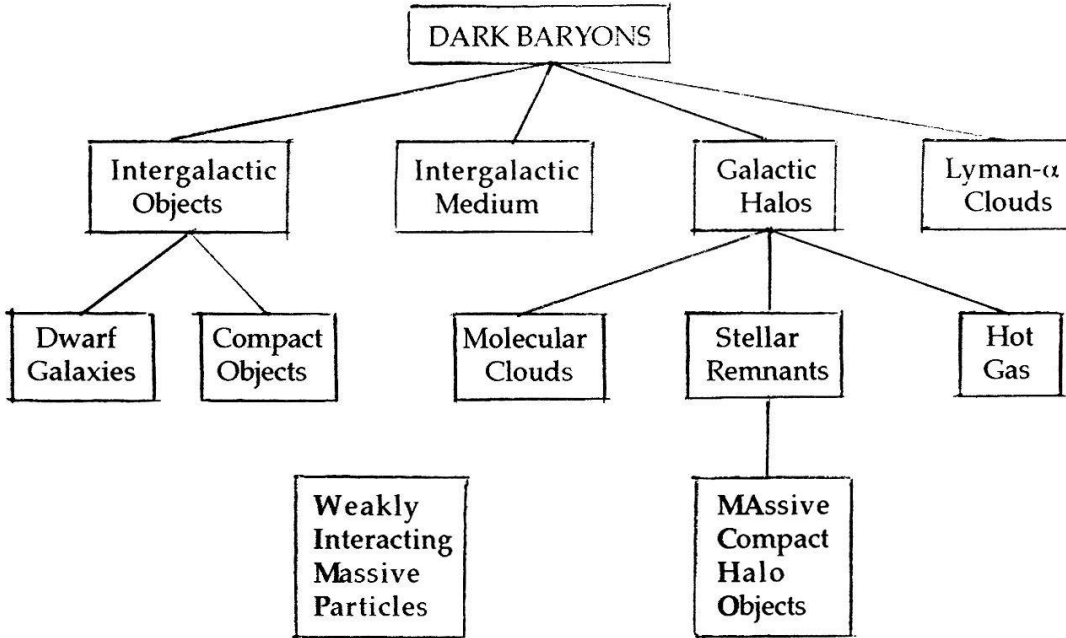 DARK BARYONS
Intergalactic
Objects
Intergalactic
Medium
Galactic
Halos
Lyman-α
Clouds
Dwarf
Galaxies
Compact
Objects
Molecular
Clouds
Stellar
Remnants
Hot
Gas
Weakly
Interacting
Massive
Particles
MAssive
Compact
Halo
Objects